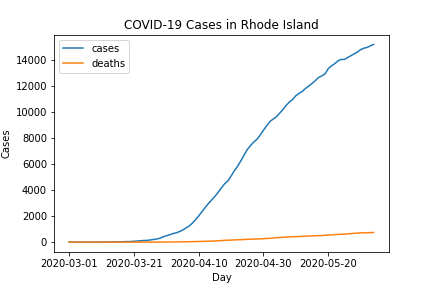 COVID-19 Cases in Rhode Island
cases
deaths
14000
12000
10000
8000
6000
4000
2000
0
Cases
2020-03-01 2020-03-21 2020-04-10 2020-04-30 2020-05-20
Day